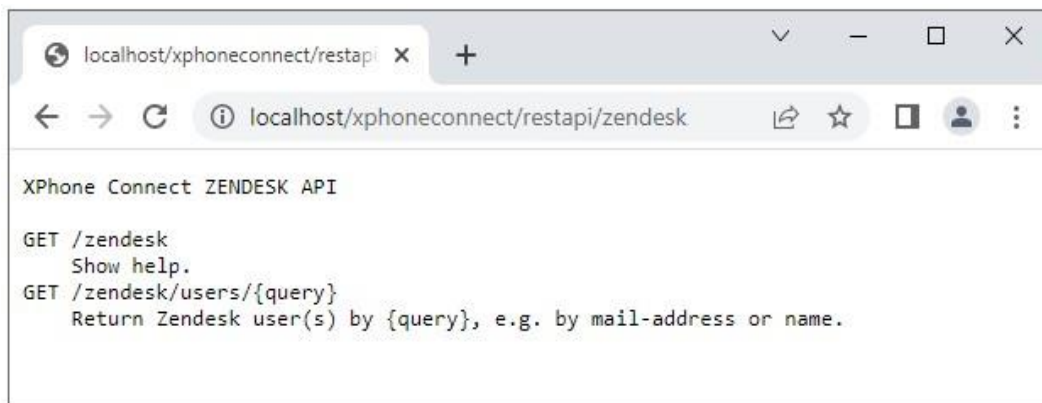 localhost/xphoneconnect/restapi
localhost/xphoneconnect/restapi/zendesk
XPhone Connect ZENDESK API
GET /zendesk
Show help.
GET /zendesk/users/{query}
Return Zendesk user(s) by {query}, e.g. by mail-address or name.